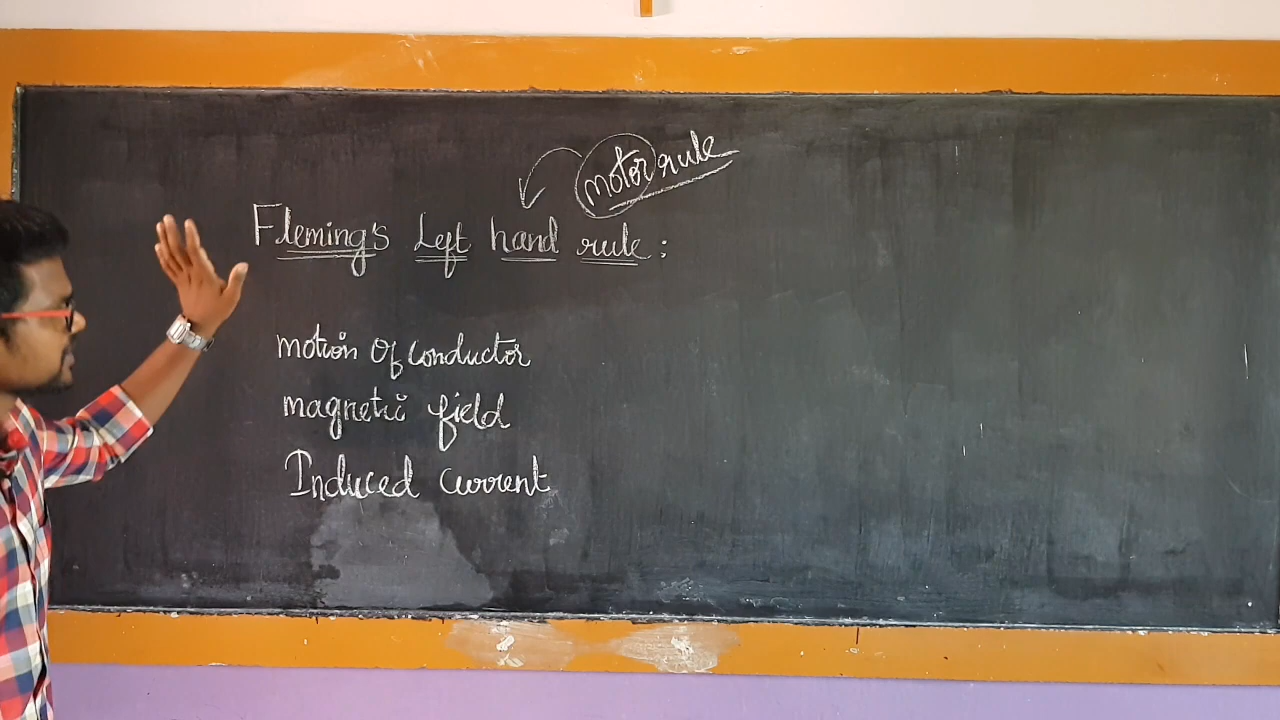 motor rule
Fleming's Left hand rule :
motion of conductor
magnetic field
Induced current